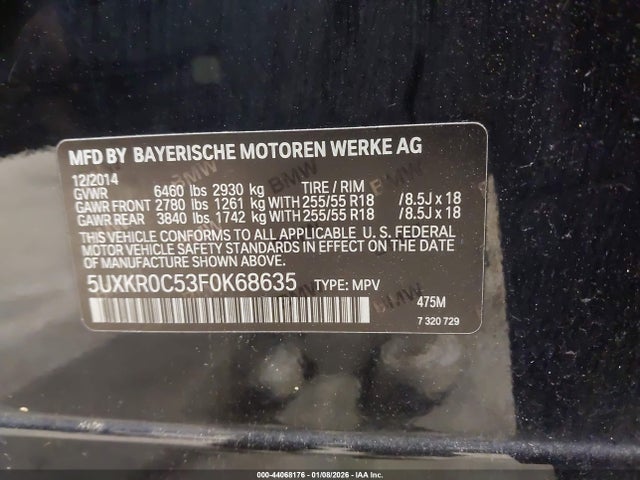 MFD BY BAYERISCHE MOTOREN WERKE AG
12/2014
GVWR 6460 lbs 2930 kg TIRE / RIM
GAWR FRONT 2780 lbs 1261 kg WITH 255/55 R18 /8.5J x 18
GAWR REAR 3840 lbs 1742 kg WITH 255/55 R18 /8.5J x 18
THIS VEHICLE CONFORMS TO ALL APPLICABLE U. S. FEDERAL
MOTOR VEHICLE SAFETY STANDARDS IN EFFECT ON THE DATE OF
MANUFACTURE SHOWN ABOVE.
5UXKR0C53F0K68635 TYPE: MPV
475M
7 320 729
000-44068176 - 01/08/2026 - IAA Inc.